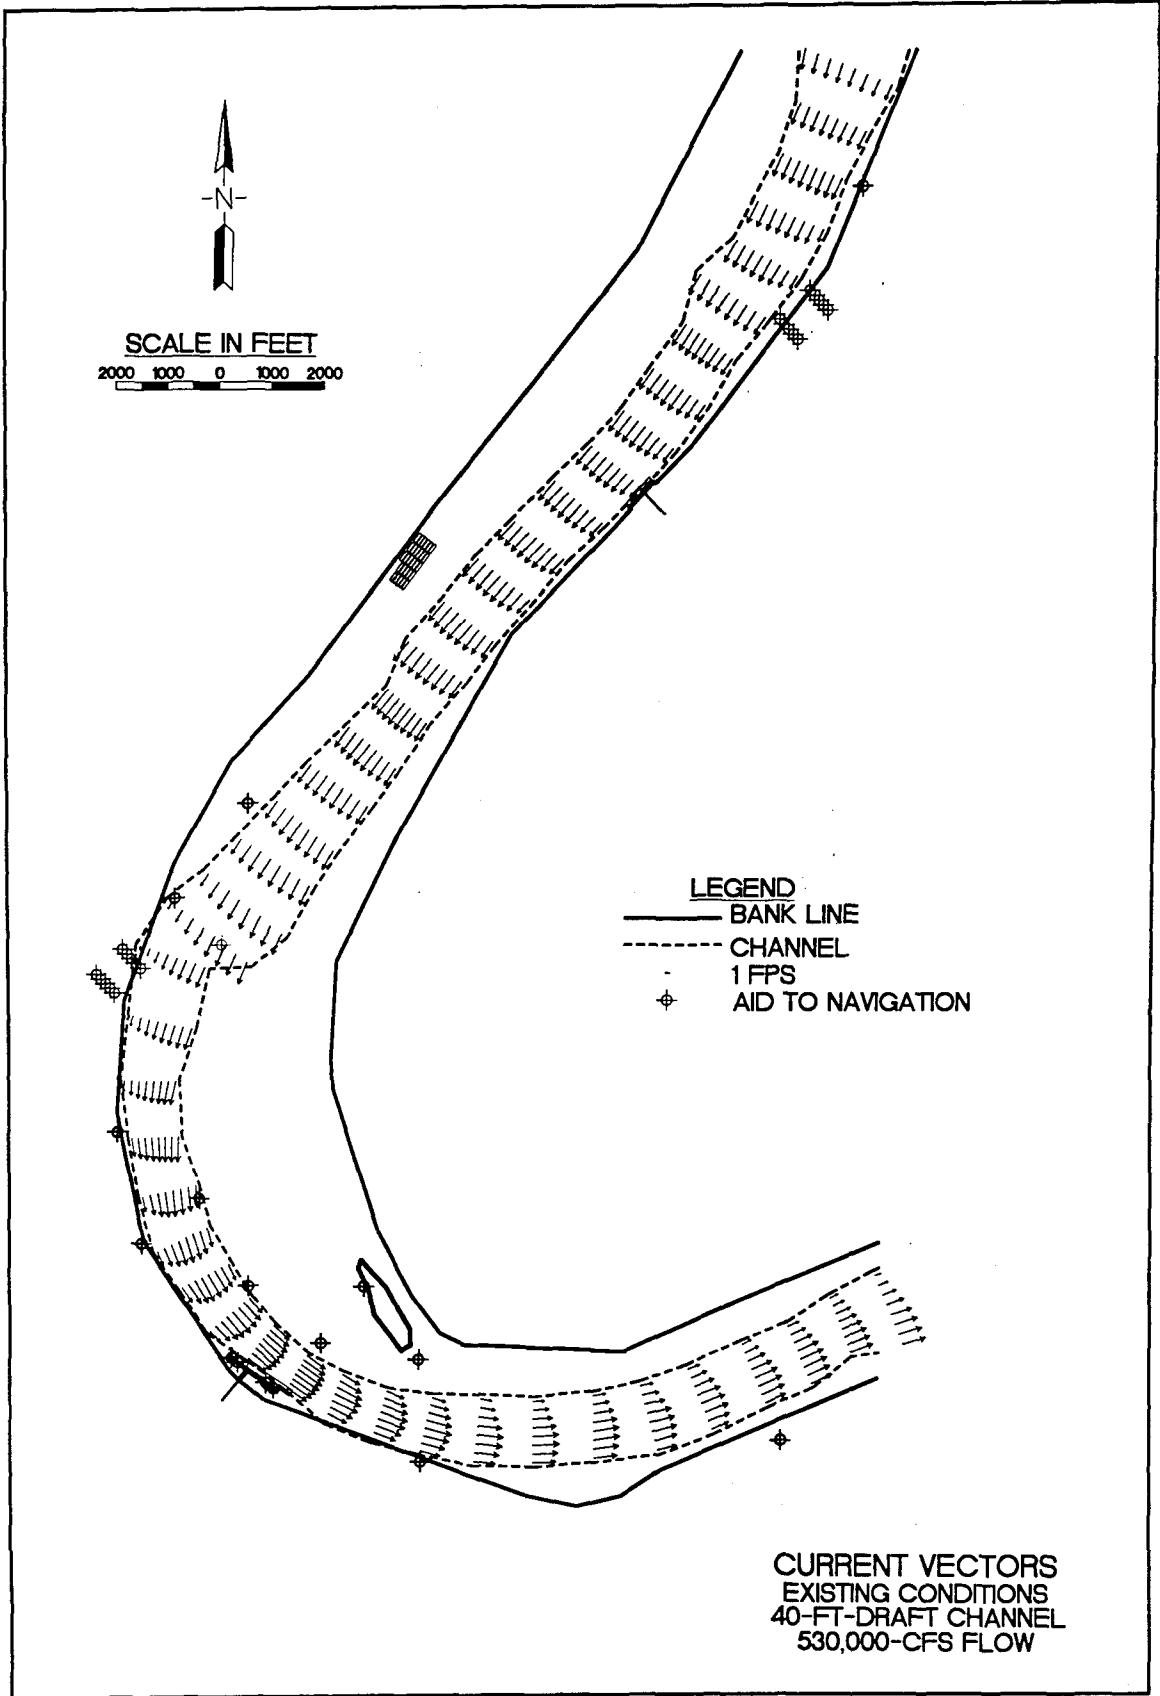 -N-
SCALE IN FEET
2000 1000 0 1000 2000
LEGEND
BANK LINE
CHANNEL
1 FPS
AID TO NAVIGATION
CURRENT VECTORS
EXISTING CONDITIONS
40-FT-DRAFT CHANNEL
530,000-CFS FLOW